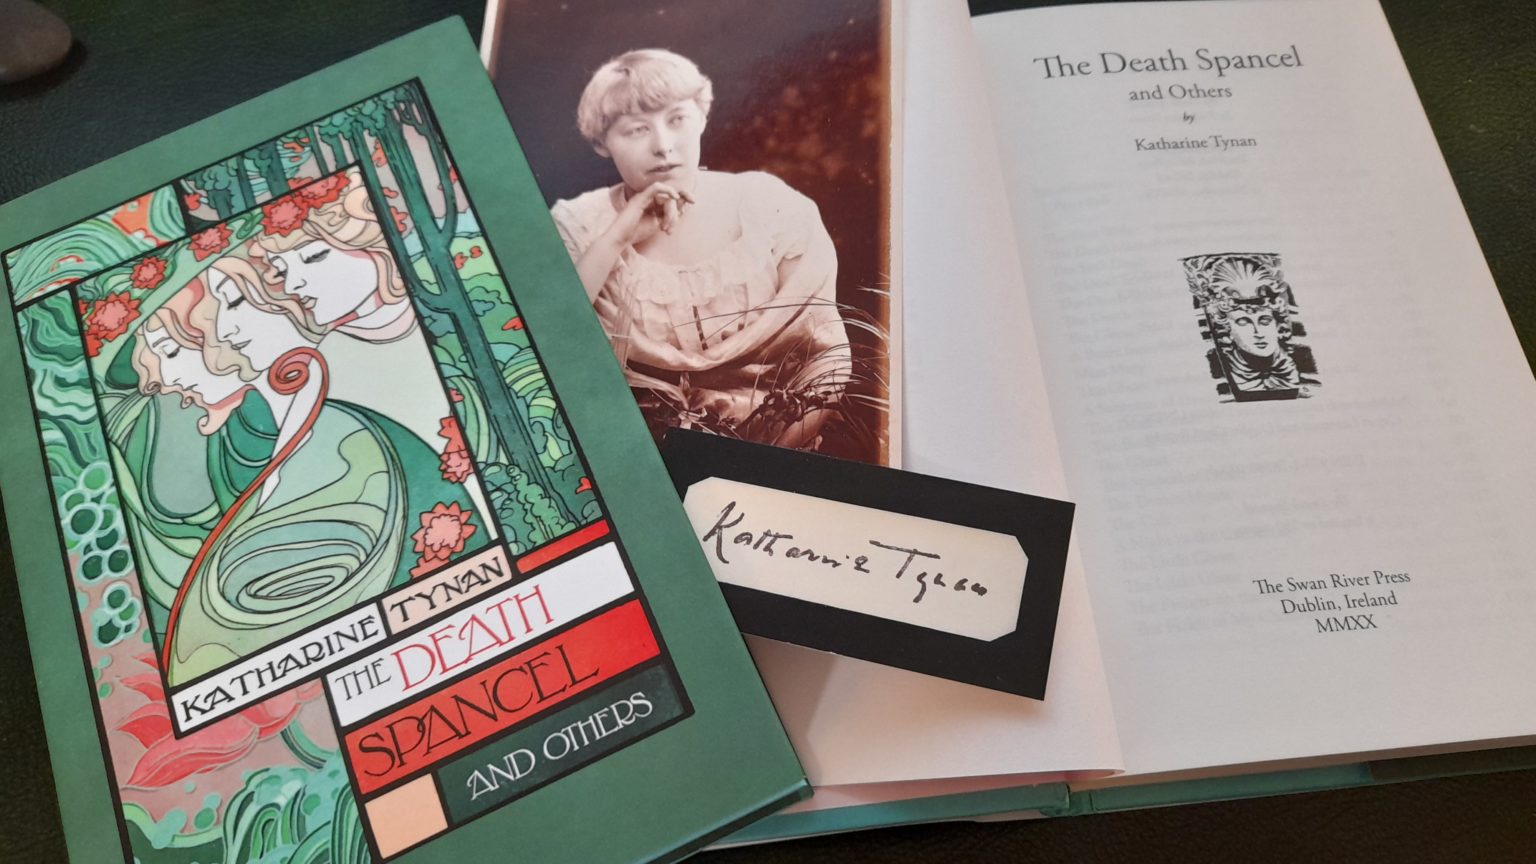 KATHARINE TYNAN
THE DEATH
SPANCEL
AND OTHERS
Katharine Tynan
The Death Spancel
and Others
by
Katharine Tynan
The Swan River Press
Dublin, Ireland
MMXX